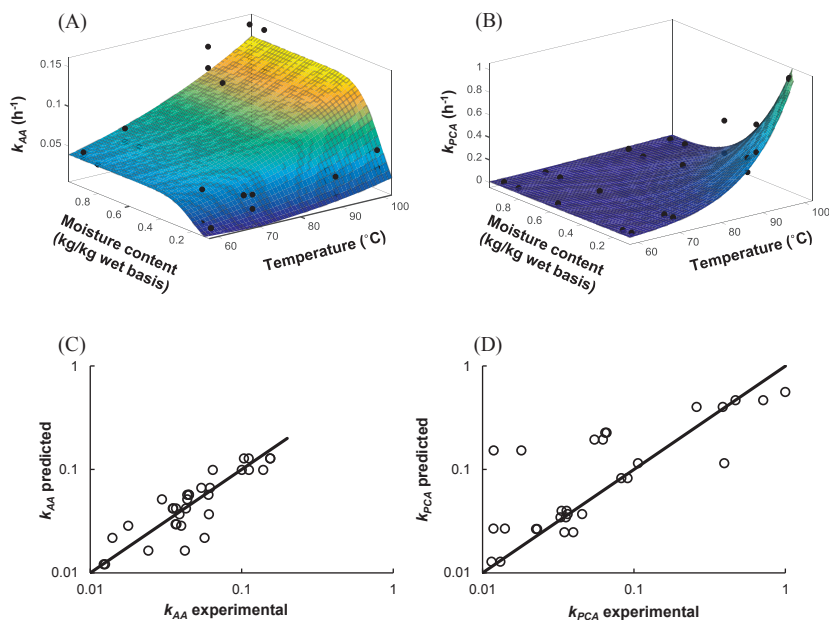 (A)
k_AA (h⁻¹)
0.15
0.1
0.05
0.8
0.6
0.4
0.2
Moisture content
(kg/kg wet basis)
60
70
80
90
100
Temperature (°C)
(B)
k_PCA (h⁻¹)
1
0.8
0.6
0.4
0.2
0
0.8
0.6
0.4
0.2
Moisture content
(kg/kg wet basis)
60
70
80
90
100
Temperature (°C)
(C)
k_AA predicted
1
0.1
0.01
0.01
0.1
1
k_AA experimental
(D)
k_PCA predicted
1
0.1
0.01
0.01
0.1
1
k_PCA experimental